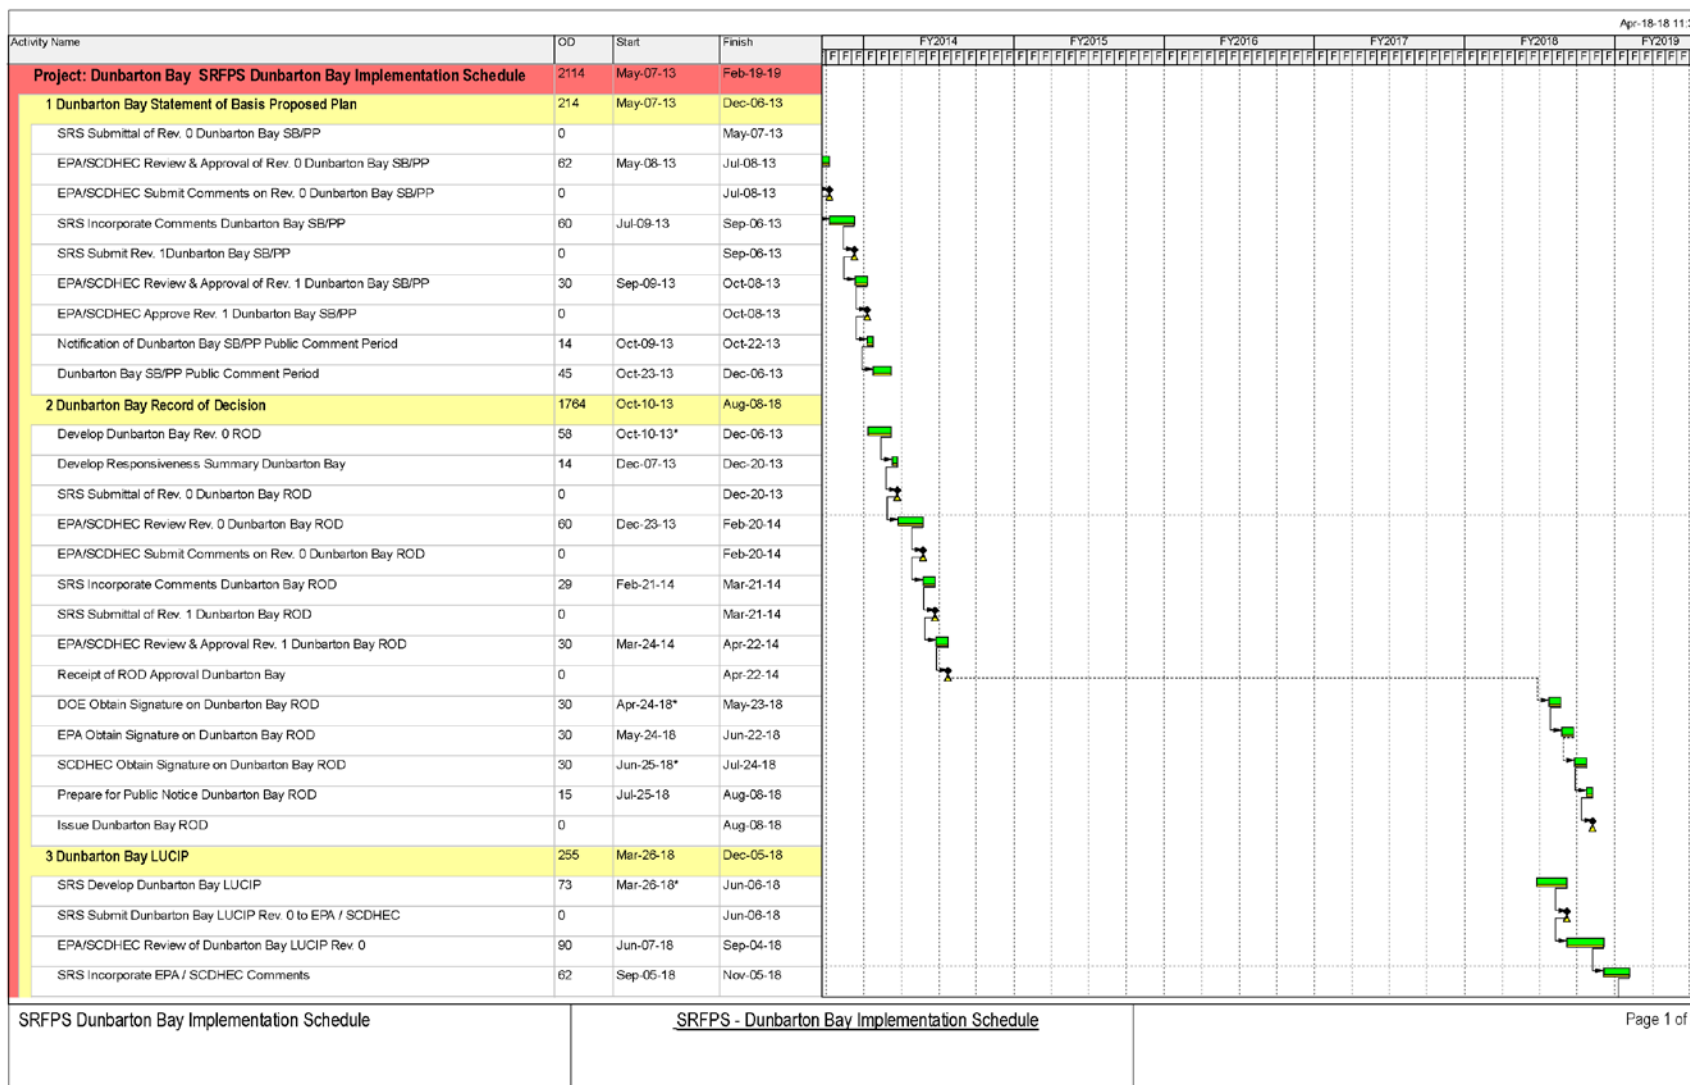 Apr-18-18 11:
Activity Name OD Start Finish FY2014 FY2015 FY2016 FY2017 FY2018 FY2019
F F F F F F F F F F F F F F F F F F F F F F F F F F F F F F F F F F F F F F F F F F F F F F F F F F F F F F F F F F F F F F F F F F F F F
Project: Dunbarton Bay SRFPS Dunbarton Bay Implementation Schedule 2114 May-07-13 Feb-19-19
1 Dunbarton Bay Statement of Basis Proposed Plan 214 May-07-13 Dec-06-13
SRS Submittal of Rev. 0 Dunbarton Bay SB/PP 0 May-07-13
EPA/SCDHEC Review & Approval of Rev. 0 Dunbarton Bay SB/PP 62 May-08-13 Jul-08-13
EPA/SCDHEC Submit Comments on Rev. 0 Dunbarton Bay SB/PP 0 Jul-08-13
SRS Incorporate Comments Dunbarton Bay SB/PP 60 Jul-09-13 Sep-06-13
SRS Submit Rev. 1Dunbarton Bay SB/PP 0 Sep-06-13
EPA/SCDHEC Review & Approval of Rev. 1 Dunbarton Bay SB/PP 30 Sep-09-13 Oct-08-13
EPA/SCDHEC Approve Rev. 1 Dunbarton Bay SB/PP 0 Oct-08-13
Notification of Dunbarton Bay SB/PP Public Comment Period 14 Oct-09-13 Oct-22-13
Dunbarton Bay SB/PP Public Comment Period 45 Oct-23-13 Dec-06-13
2 Dunbarton Bay Record of Decision 1764 Oct-10-13 Aug-08-18
Develop Dunbarton Bay Rev. 0 ROD 58 Oct-10-13* Dec-06-13
Develop Responsiveness Summary Dunbarton Bay 14 Dec-07-13 Dec-20-13
SRS Submittal of Rev. 0 Dunbarton Bay ROD 0 Dec-20-13
EPA/SCDHEC Review Rev. 0 Dunbarton Bay ROD 60 Dec-23-13 Feb-20-14
EPA/SCDHEC Submit Comments on Rev. 0 Dunbarton Bay ROD 0 Feb-20-14
SRS Incorporate Comments Dunbarton Bay ROD 29 Feb-21-14 Mar-21-14
SRS Submittal of Rev. 1 Dunbarton Bay ROD 0 Mar-21-14
EPA/SCDHEC Review & Approval Rev. 1 Dunbarton Bay ROD 30 Mar-24-14 Apr-22-14
Receipt of ROD Approval Dunbarton Bay 0 Apr-22-14
DOE Obtain Signature on Dunbarton Bay ROD 30 Apr-24-18* May-23-18
EPA Obtain Signature on Dunbarton Bay ROD 30 May-24-18 Jun-22-18
SCDHEC Obtain Signature on Dunbarton Bay ROD 30 Jun-25-18* Jul-24-18
Prepare for Public Notice Dunbarton Bay ROD 15 Jul-25-18 Aug-08-18
Issue Dunbarton Bay ROD 0 Aug-08-18
3 Dunbarton Bay LUCIP 255 Mar-26-18 Dec-05-18
SRS Develop Dunbarton Bay LUCIP 73 Mar-26-18* Jun-06-18
SRS Submit Dunbarton Bay LUCIP Rev. 0 to EPA / SCDHEC 0 Jun-06-18
EPA/SCDHEC Review of Dunbarton Bay LUCIP Rev. 0 90 Jun-07-18 Sep-04-18
SRS Incorporate EPA / SCDHEC Comments 62 Sep-05-18 Nov-05-18
SRFPS Dunbarton Bay Implementation Schedule SRFPS - Dunbarton Bay Implementation Schedule Page 1 of